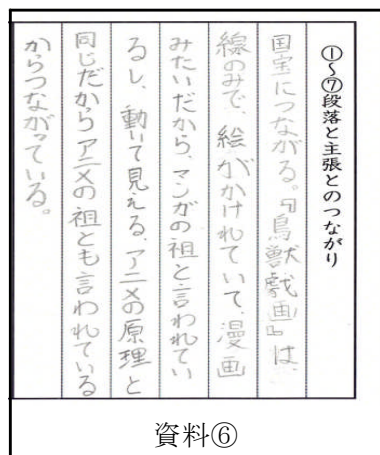 ①~⑦段落と主張とのつながり
国宝につながる。『鳥獣戯画』は、
線のみで、絵がかけれていて、漫画
みたいだから、マンガの祖と言われてい
るし、動いて見える、アニメの原理と
同じだからアニメの祖とも言われている
からつながっている。
資料⑥